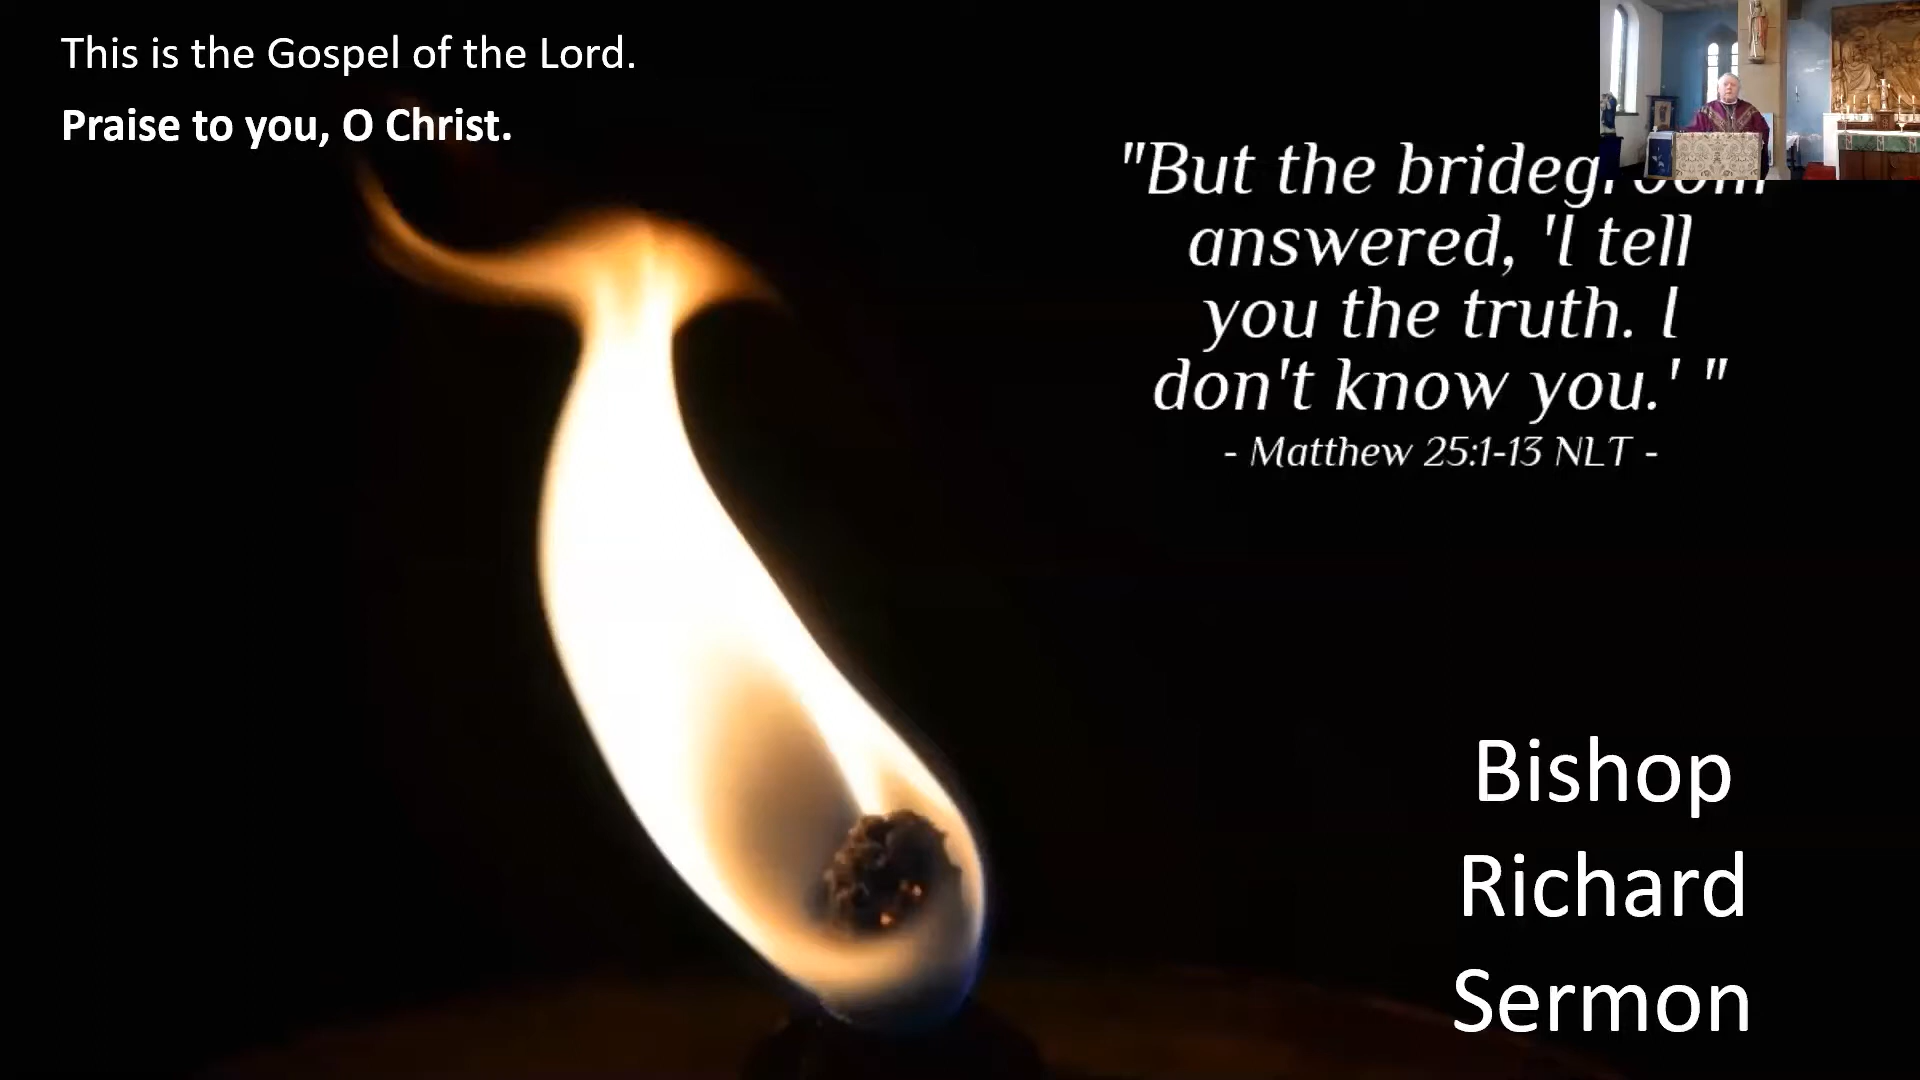 This is the Gospel of the Lord.
Praise to you, O Christ.
"But the bridegroom
answered, 'I tell
you the truth. I
don't know you.' "
- Matthew 25:1-13 NLT -
Bishop
Richard
Sermon